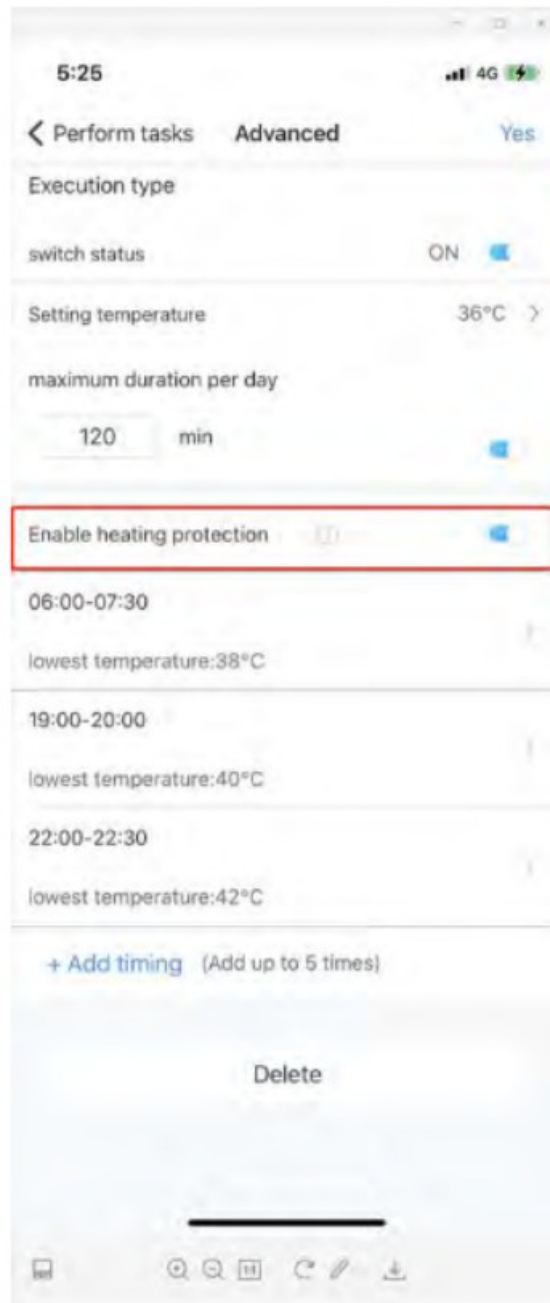 5:25
4G
Perform tasks Advanced Yes
Execution type
switch status ON
Setting temperature 36°C
maximum duration per day
120 min
Enable heating protection
06:00-07:30
lowest temperature:38°C
19:00-20:00
lowest temperature:40°C
22:00-22:30
lowest temperature:42°C
+ Add timing (Add up to 5 times)
Delete
1:1